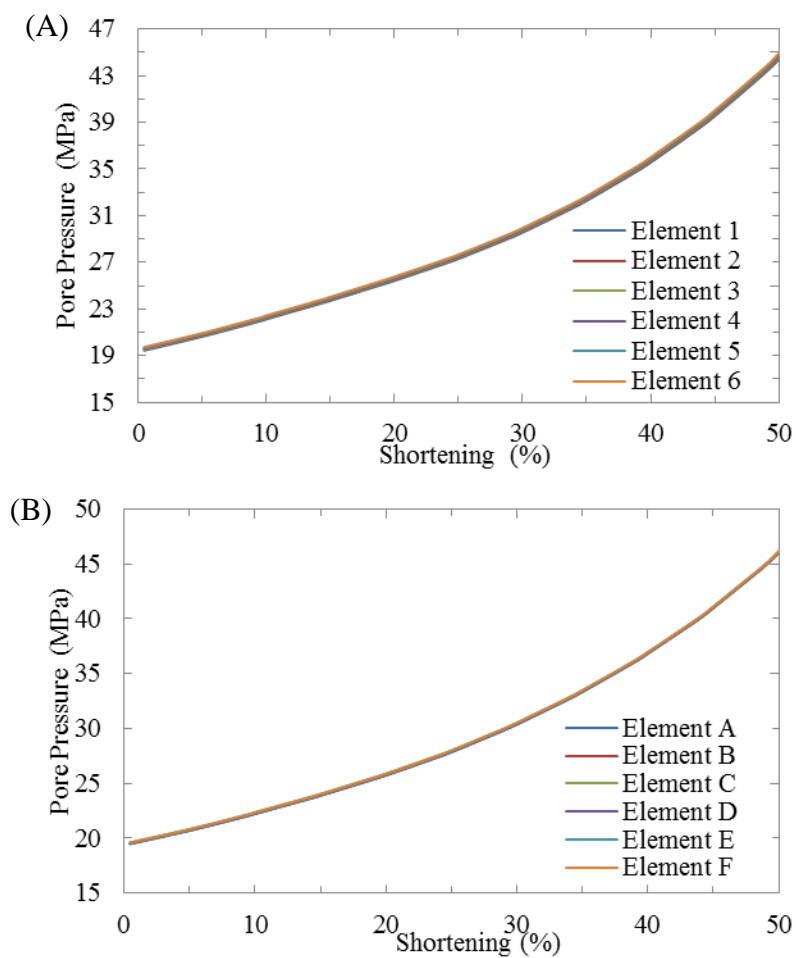 (A)
47
43
39
35
31
27
23
19
15
Pore Pressure (MPa)
Element 1
Element 2
Element 3
Element 4
Element 5
Element 6
0 10 20 30 40 50
Shortening (%)
(B)
50
45
40
35
30
25
20
15
Pore Pressure (MPa)
Element A
Element B
Element C
Element D
Element E
Element F
0 10 20 30 40 50
Shortening (%)